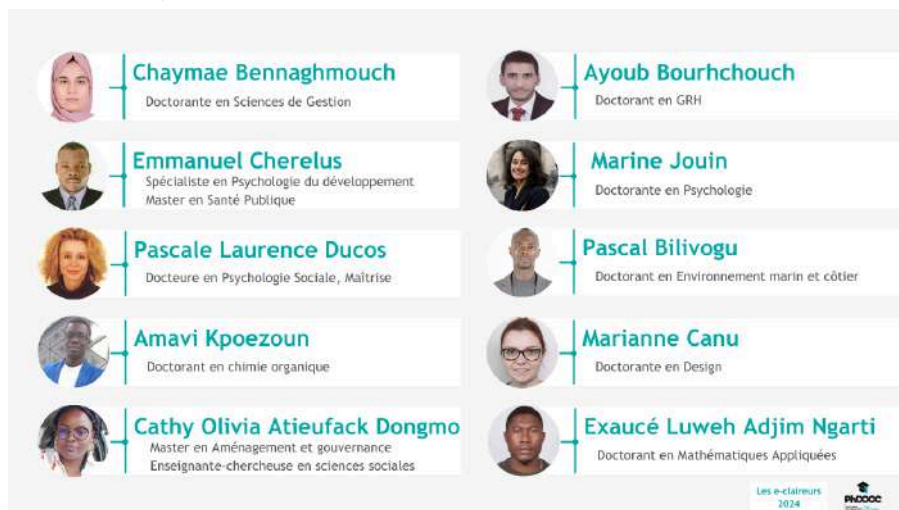 Chaymae Bennaghmouch
Doctorante en Sciences de Gestion
Ayoub Bourhchouch
Doctorant en GRH
Emmanuel Cherelus
Spécialiste en Psychologie du développement
Master en Santé Publique
Marine Jouin
Doctorante en Psychologie
Pascale Laurence Ducos
Docteure en Psychologie Sociale, Maîtrise
Pascal Bilivogu
Doctorant en Environnement marin et côtier
Amavi Kpoezoun
Doctorant en chimie organique
Marianne Canu
Doctorante en Design
Cathy Olivia Atieufack Dongmo
Master en Aménagement et gouvernance
Enseignante-chercheuse en sciences sociales
Exaucé Luweh Adjim Ngarti
Doctorant en Mathématiques Appliquées
Les e-claireurs
2024
PhDOOC